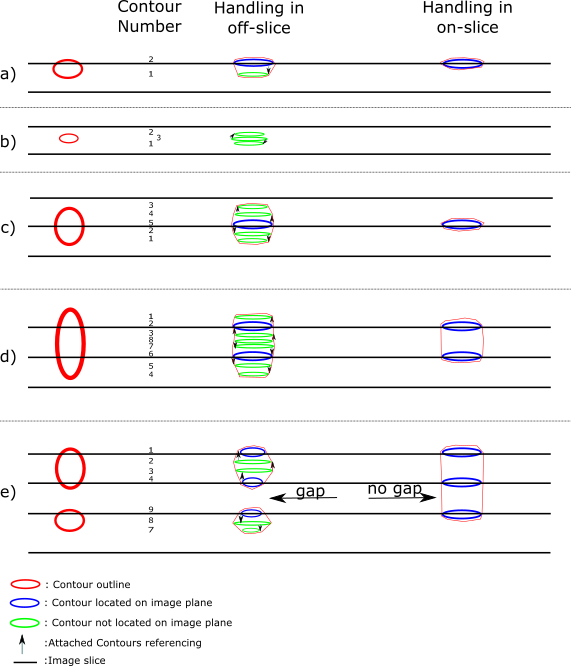 Contour Number
Handling in off-slice
Handling in on-slice
a)
2
1
b)
2
3
1
c)
3
4
5
2
1
d)
1
2
3
8
7
6
5
4
e)
1
2
3
4
9
8
7
gap
no gap
: Contour outline
: Contour located on image plane
: Contour not located on image plane
:Attached Contours referencing
:Image slice